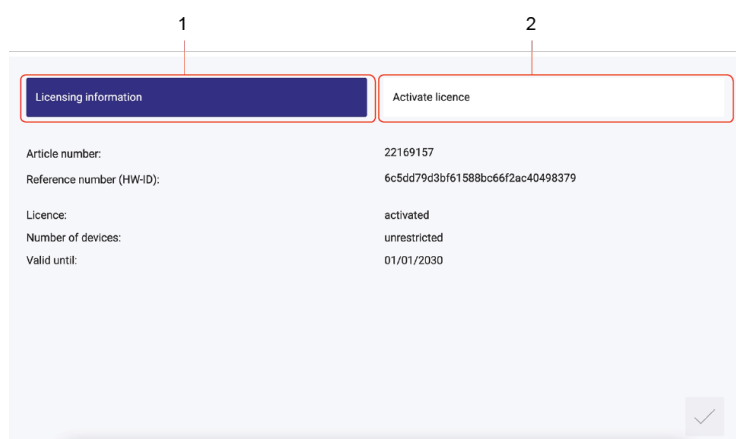 1 2
Licensing information Activate licence
Article number: 22169157
Reference number (HW-ID): 6c5dd79d3bf61588bc66f2ac40498379
Licence: activated
Number of devices: unrestricted
Valid until: 01/01/2030